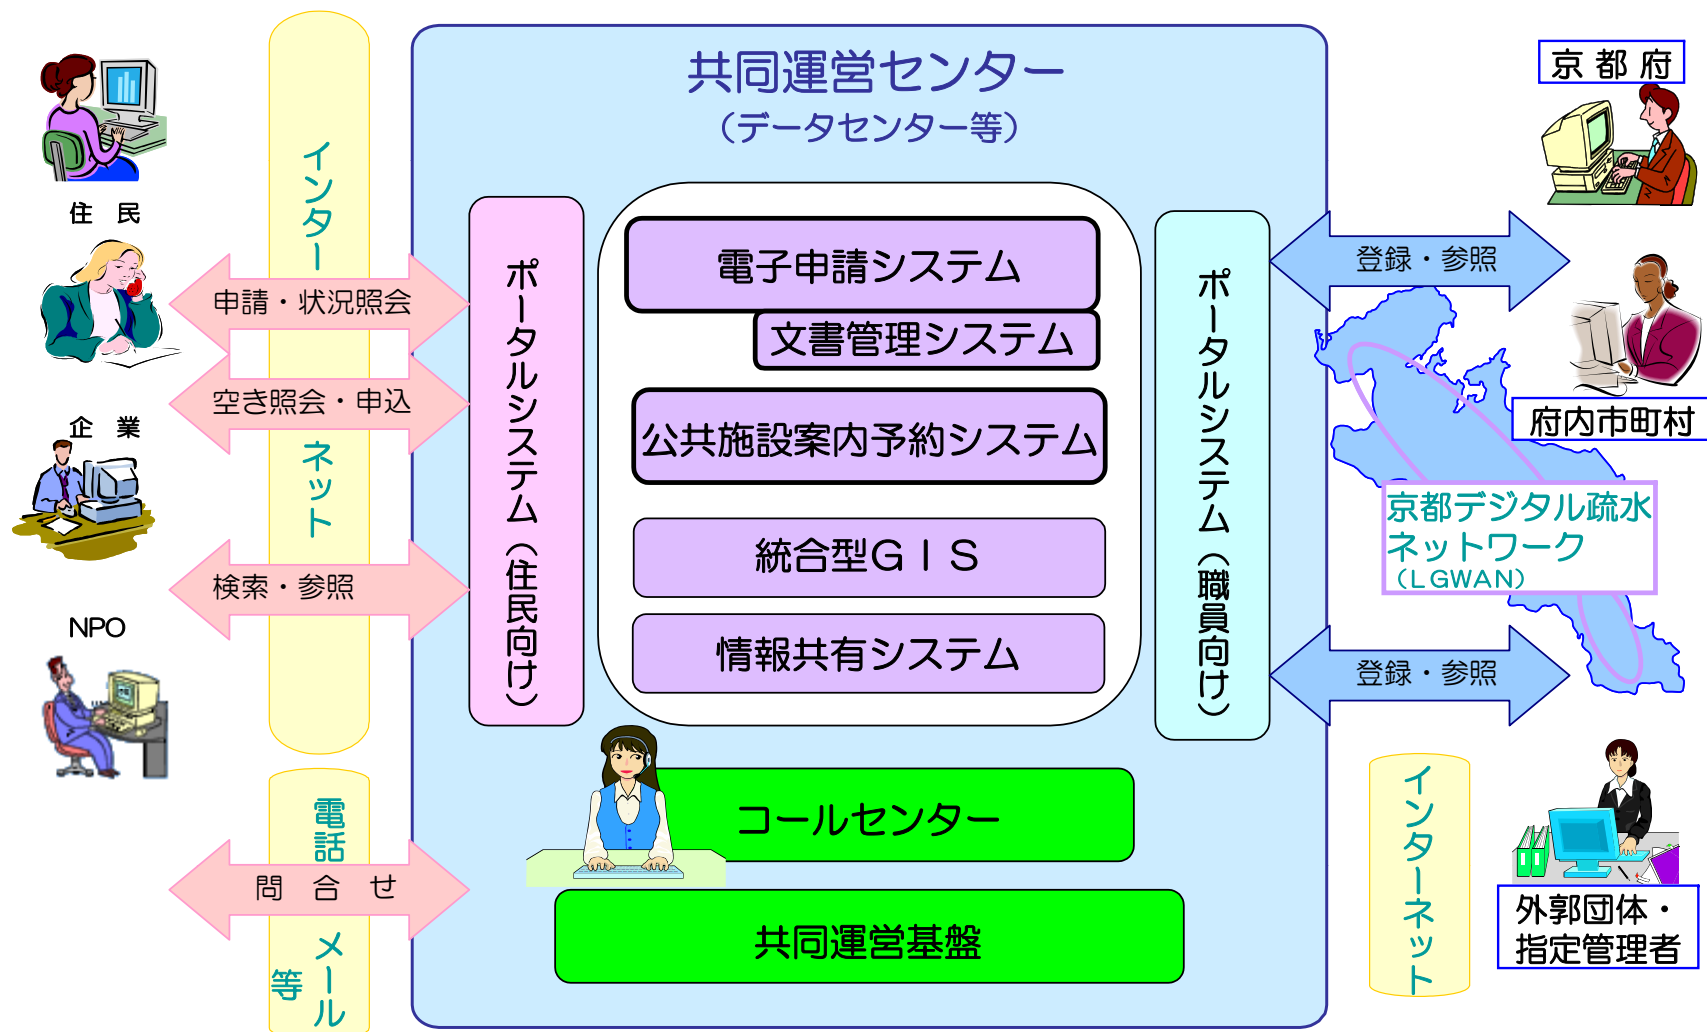 共同運営センター
（データセンター等）
住　民
企　業
NPO
インターネット
申請・状況照会
空き照会・申込
検索・参照
電話
メール
等
問　合　せ
ポータルシステム（住民向け）
電子申請システム
文書管理システム
公共施設案内予約システム
統合型ＧＩＳ
情報共有システム
コールセンター
共同運営基盤
ポータルシステム（職員向け）
登録・参照
登録・参照
京 都 府
府内市町村
京都デジタル疏水
ネットワーク
（LGWAN）
インターネット
外郭団体・
指定管理者